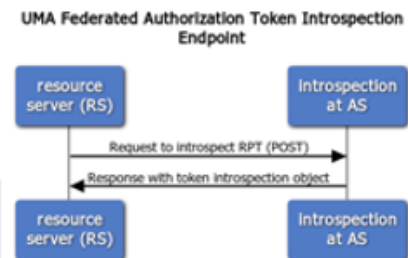 UMA Federated Authorization Token Introspection
Endpoint
resource
server (RS)
Introspection
at AS
Request to introspect RPT (POST)
Response with token introspection object
resource
server (RS)
Introspection
at AS